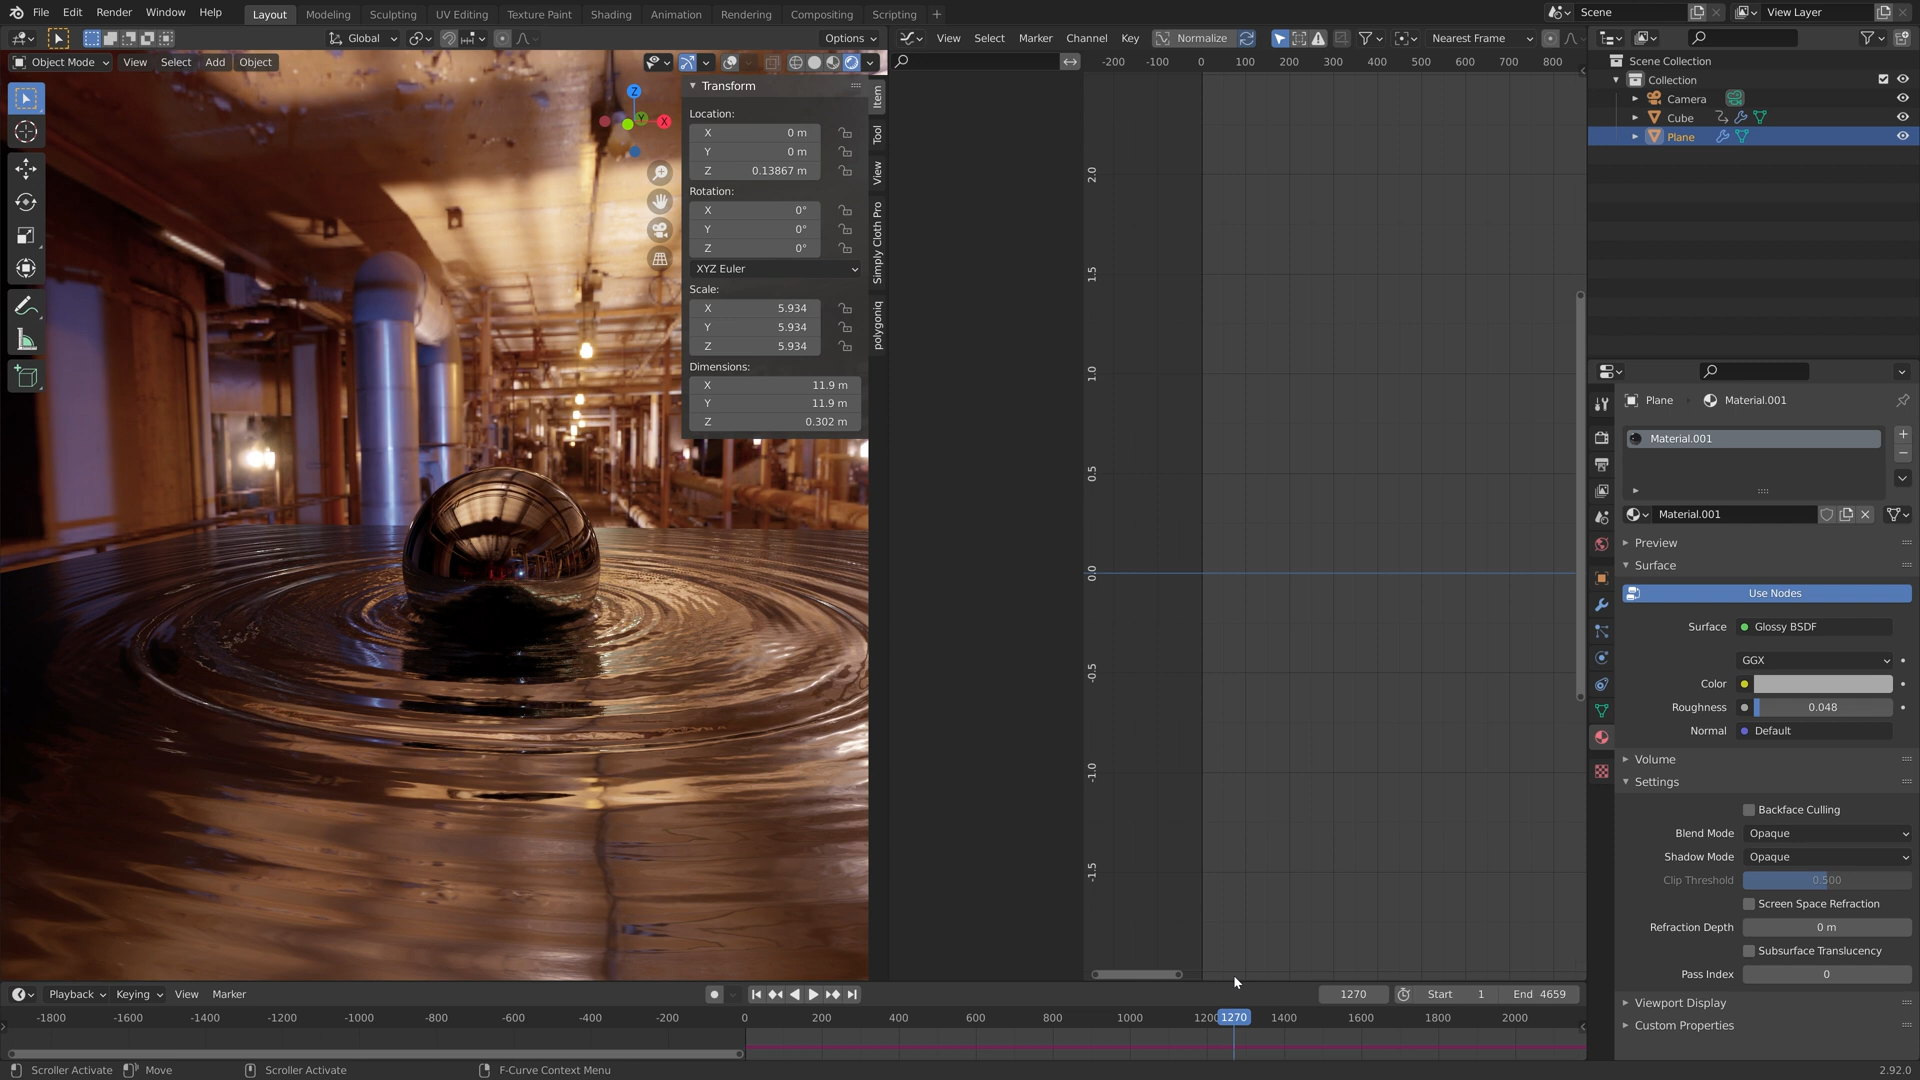 File Edit Render Window Help Layout Modeling Sculpting UV Editing Texture Paint Shading Animation Rendering Compositing Scripting + Scene View Layer
Global Options View Select Marker Channel Key Normalize Nearest Frame
Object Mode View Select Add Object
-200 -100 0 100 200 300 400 500 600 700 800
Scene Collection
Collection
Camera
Cube
Plane
Z
Y
X
Transform
Location:
X 0 m
Y 0 m
Z 0.13867 m
Rotation:
X 0°
Y 0°
Z 0°
XYZ Euler
Scale:
X 5.934
Y 5.934
Z 5.934
Dimensions:
X 11.9 m
Y 11.9 m
Z 0.302 m
Item
Tool
View
Simply Cloth Pro
polygoniq
2.0
1.5
1.0
0.5
0.0
-0.5
-1.0
-1.5
Plane Material.001
Material.001
Material.001
Preview
Surface
Use Nodes
Surface Glossy BSDF
GGX
Color
Roughness 0.048
Normal Default
Volume
Settings
Backface Culling
Blend Mode Opaque
Shadow Mode Opaque
Clip Threshold 0.500
Screen Space Refraction
Refraction Depth 0 m
Subsurface Translucency
Pass Index 0
Viewport Display
Custom Properties
Playback Keying View Marker 1270 Start 1 End 4659
-1800 -1600 -1400 -1200 -1000 -800 -600 -400 -200 0 200 400 600 800 1000 1200 1270 1400 1600 1800 2000
Scroller Activate Move Scroller Activate F-Curve Context Menu 2.92.0